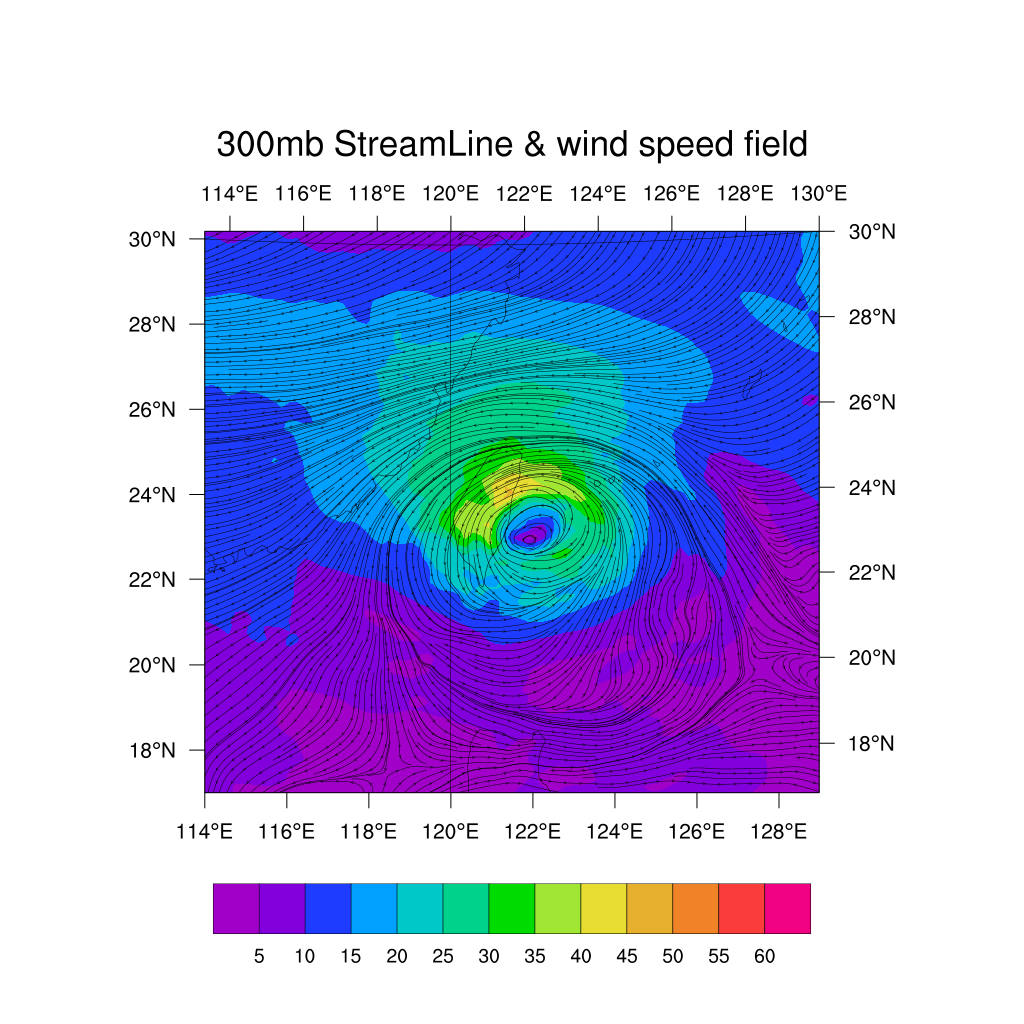 300mb StreamLine & wind speed field
114°E 116°E 118°E 120°E 122°E 124°E 126°E 128°E 130°E
30°N 30°N
28°N 28°N
26°N 26°N
24°N 24°N
22°N 22°N
20°N 20°N
18°N 18°N
114°E 116°E 118°E 120°E 122°E 124°E 126°E 128°E
5 10 15 20 25 30 35 40 45 50 55 60